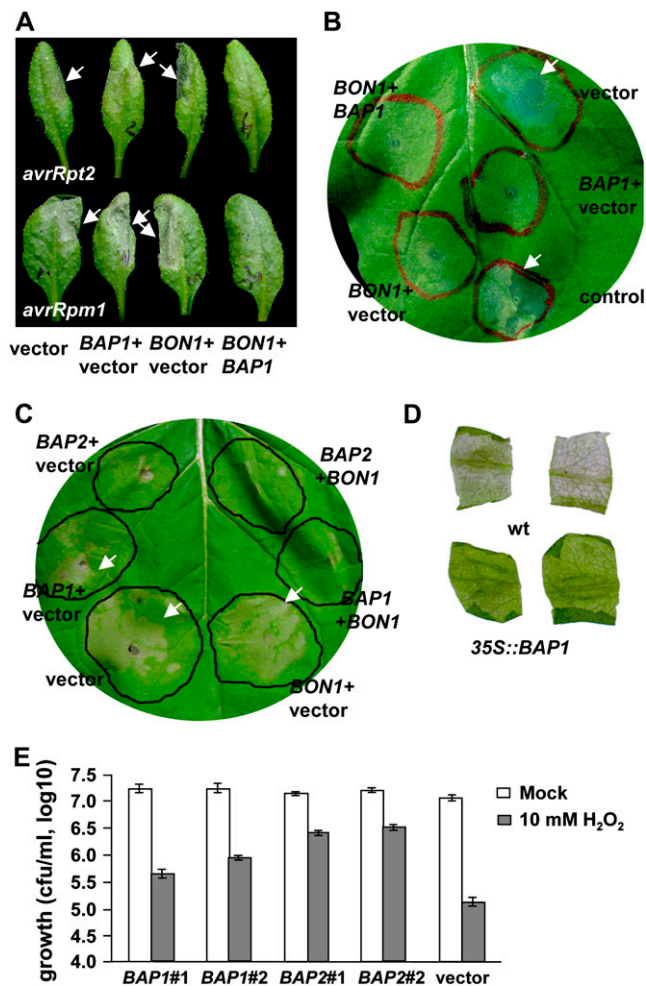 A
avrRpt2
avrRpm1
vector
BAP1+
vector
BON1+
vector
BON1+
BAP1
B
BON1+
BAP1
vector
BAP1+
vector
BON1+
vector
control
C
BAP2+
vector
BAP2
+BON1
BAP1+
vector
BAP1
+BON1
vector
BON1+
vector
D
wt
35S::BAP1
E
growth (cfu/ml, log10)
7.5
7.0
6.5
6.0
5.5
5.0
4.0
Mock
10 mM H₂O₂
BAP1#1
BAP1#2
BAP2#1
BAP2#2
vector